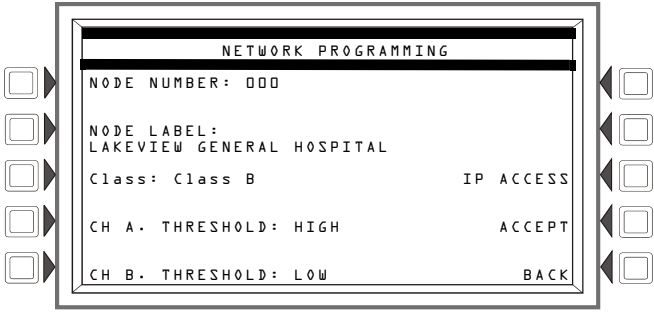 NETWORK PROGRAMMING
NODE NUMBER: 000
NODE LABEL:
LAKEVIEW GENERAL HOSPITAL
Class: Class B
IP ACCESS
CH A. THRESHOLD: HIGH
ACCEPT
CH B. THRESHOLD: LOW
BACK